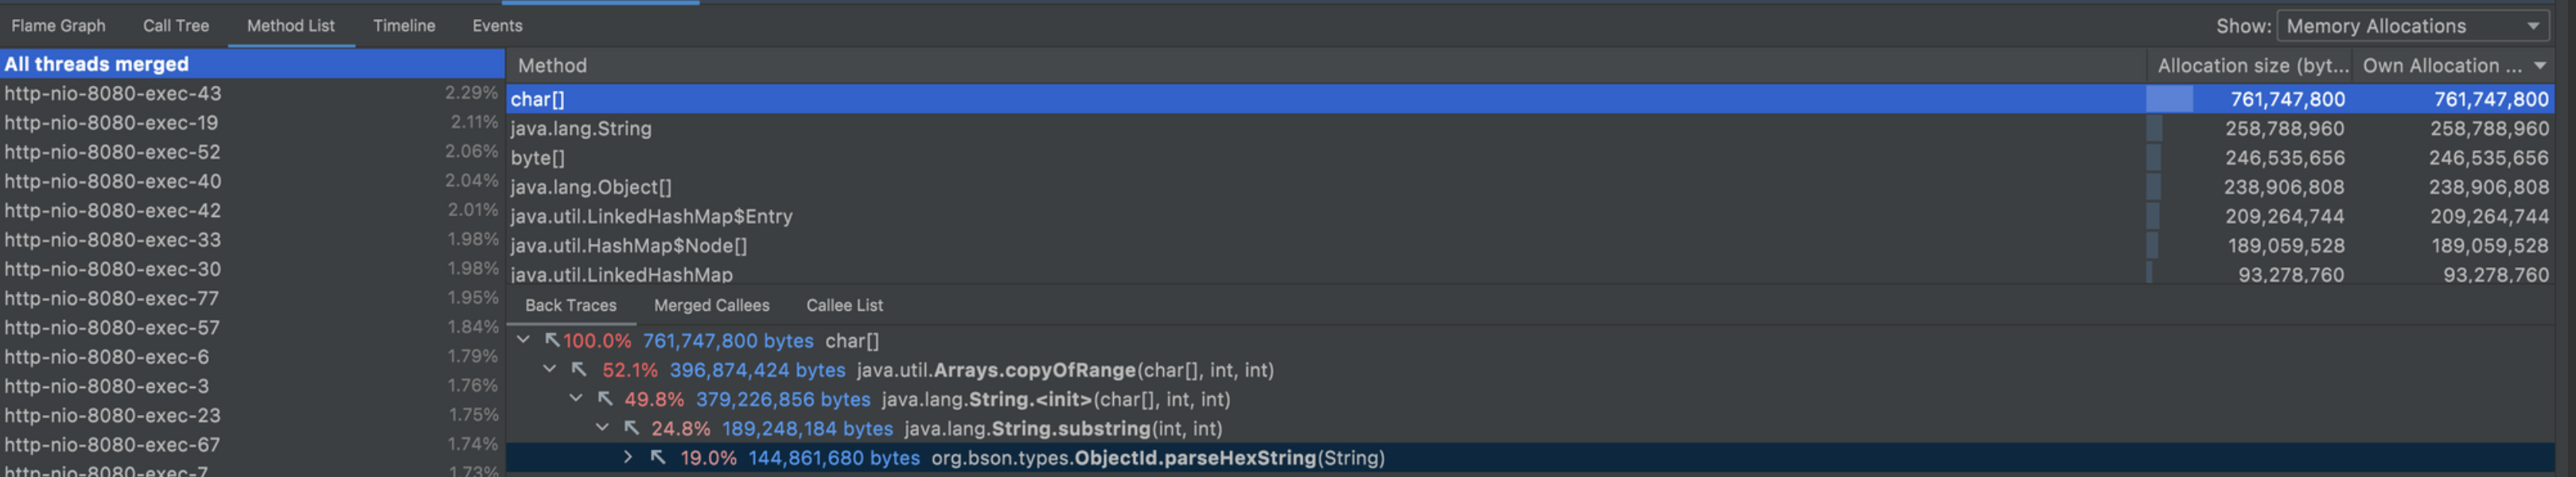 Flame Graph Call Tree Method List Timeline Events Show: Memory Allocations
All threads merged
http-nio-8080-exec-43 2.29%
http-nio-8080-exec-19 2.11%
http-nio-8080-exec-52 2.06%
http-nio-8080-exec-40 2.04%
http-nio-8080-exec-42 2.01%
http-nio-8080-exec-33 1.98%
http-nio-8080-exec-30 1.98%
http-nio-8080-exec-77 1.95%
http-nio-8080-exec-57 1.84%
http-nio-8080-exec-6 1.79%
http-nio-8080-exec-3 1.76%
http-nio-8080-exec-23 1.75%
http-nio-8080-exec-67 1.74%
http-nio-8080-exec-7 1.73%
Method Allocation size (byt... Own Allocation ...
char[] 761,747,800 761,747,800
java.lang.String 258,788,960 258,788,960
byte[] 246,535,656 246,535,656
java.lang.Object[] 238,906,808 238,906,808
java.util.LinkedHashMap$Entry 209,264,744 209,264,744
java.util.HashMap$Node[] 189,059,528 189,059,528
java.util.LinkedHashMap 93,278,760 93,278,760
Back Traces Merged Callees Callee List
100.0% 761,747,800 bytes char[]
52.1% 396,874,424 bytes java.util.Arrays.copyOfRange(char[], int, int)
49.8% 379,226,856 bytes java.lang.String.<init>(char[], int, int)
24.8% 189,248,184 bytes java.lang.String.substring(int, int)
19.0% 144,861,680 bytes org.bson.types.ObjectId.parseHexString(String)